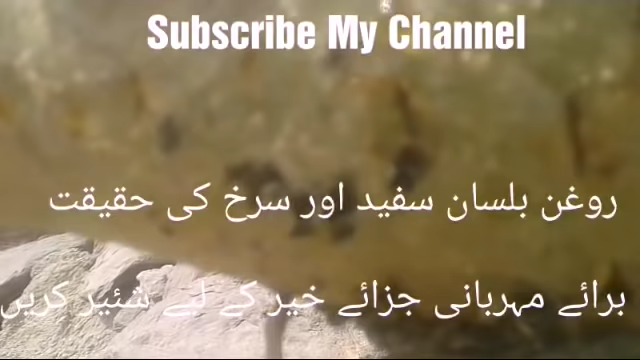 Subscribe My Channel
روغن بلسان سفید اور سرخ کی حقیقت
برائے مہربانی جزائے خیر کے لیے شئیر کریں